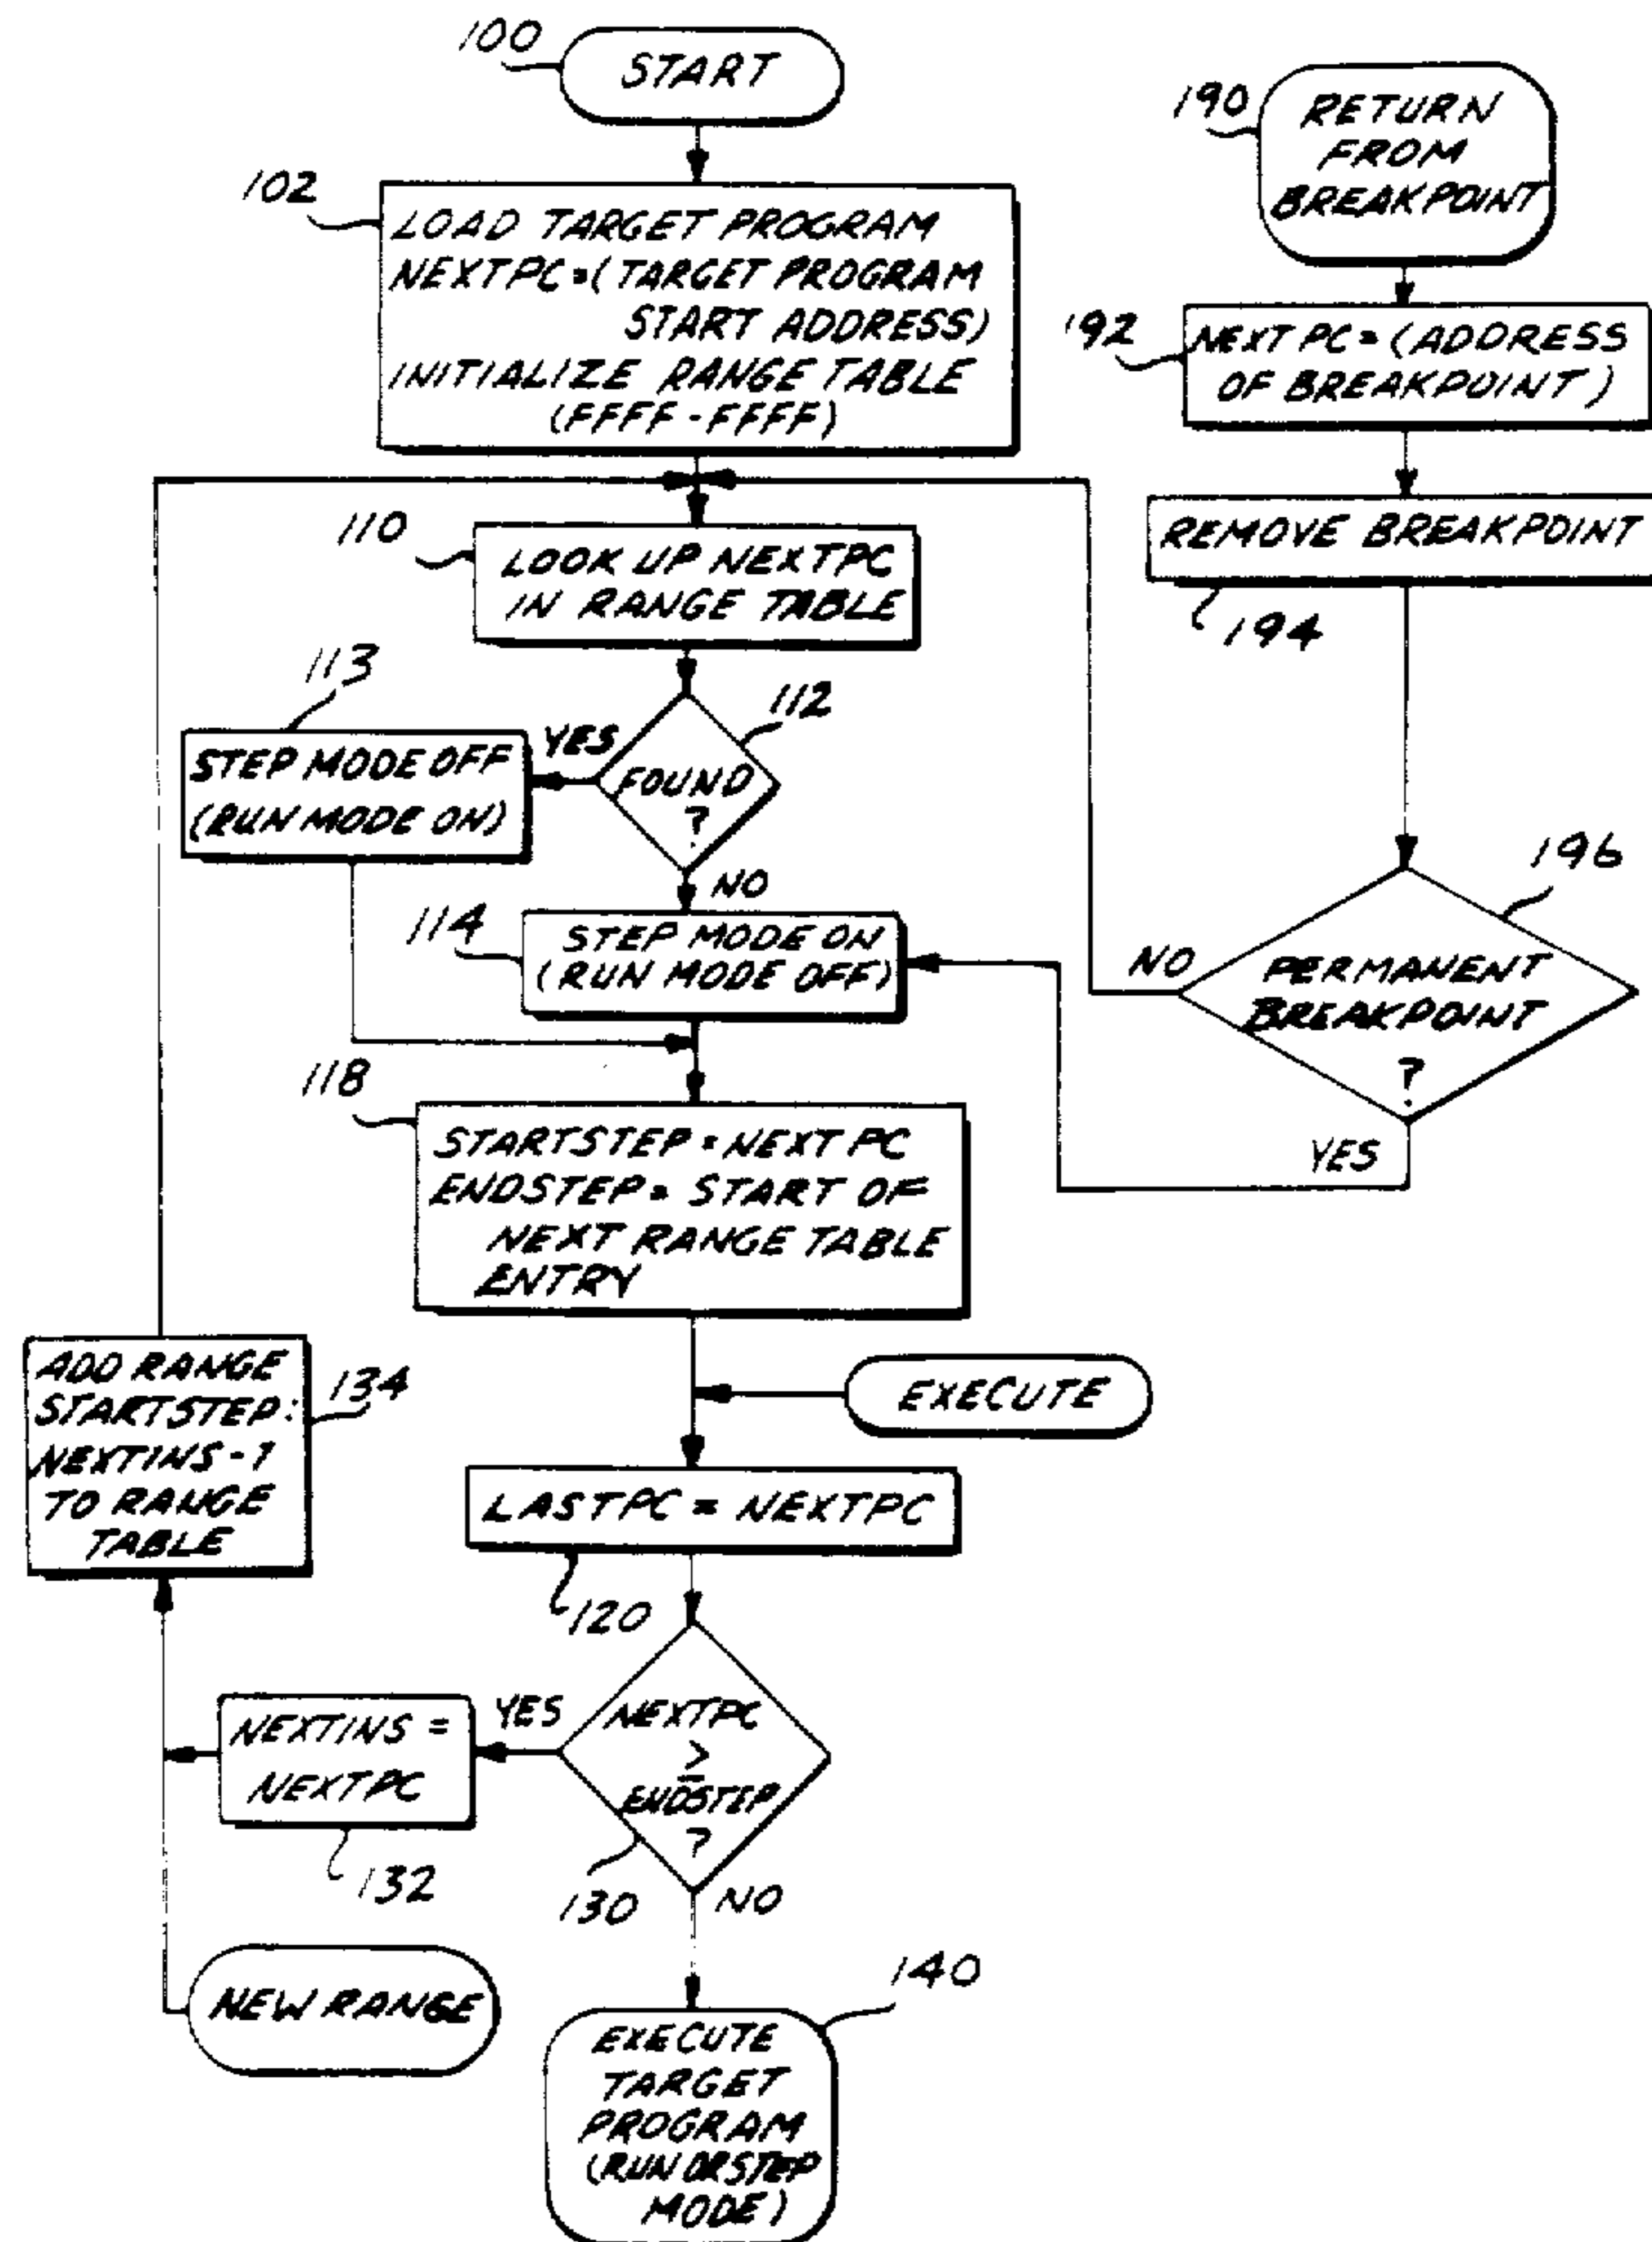 100
START
102
LOAD TARGET PROGRAM
NEXTPC=(TARGET PROGRAM
START ADDRESS)
INITIALIZE RANGE TABLE
(FFFF-FFFF)
110
LOOK UP NEXTPC
IN RANGE TABLE
112
FOUND
?
YES
NO
113
STEP MODE OFF
(RUN MODE ON)
114
STEP MODE ON
(RUN MODE OFF)
118
STARTSTEP = NEXT PC
ENDSTEP = START OF
NEXT RANGE TABLE
ENTRY
EXECUTE
LASTPC = NEXTPC
120
NEXTPC
≥
ENDSTEP
?
130
YES
NO
NEXTINS =
NEXTPC
132
ADD RANGE
STARTSTEP:
NEXTINS-1
TO RANGE
TABLE
134
NEW RANGE
140
EXECUTE
TARGET
PROGRAM
(RUN OR STEP
MODE)
190
RETURN
FROM
BREAKPOINT
192
NEXT PC = (ADDRESS
OF BREAKPOINT)
REMOVE BREAKPOINT
194
196
PERMANENT
BREAKPOINT
?
NO
YES